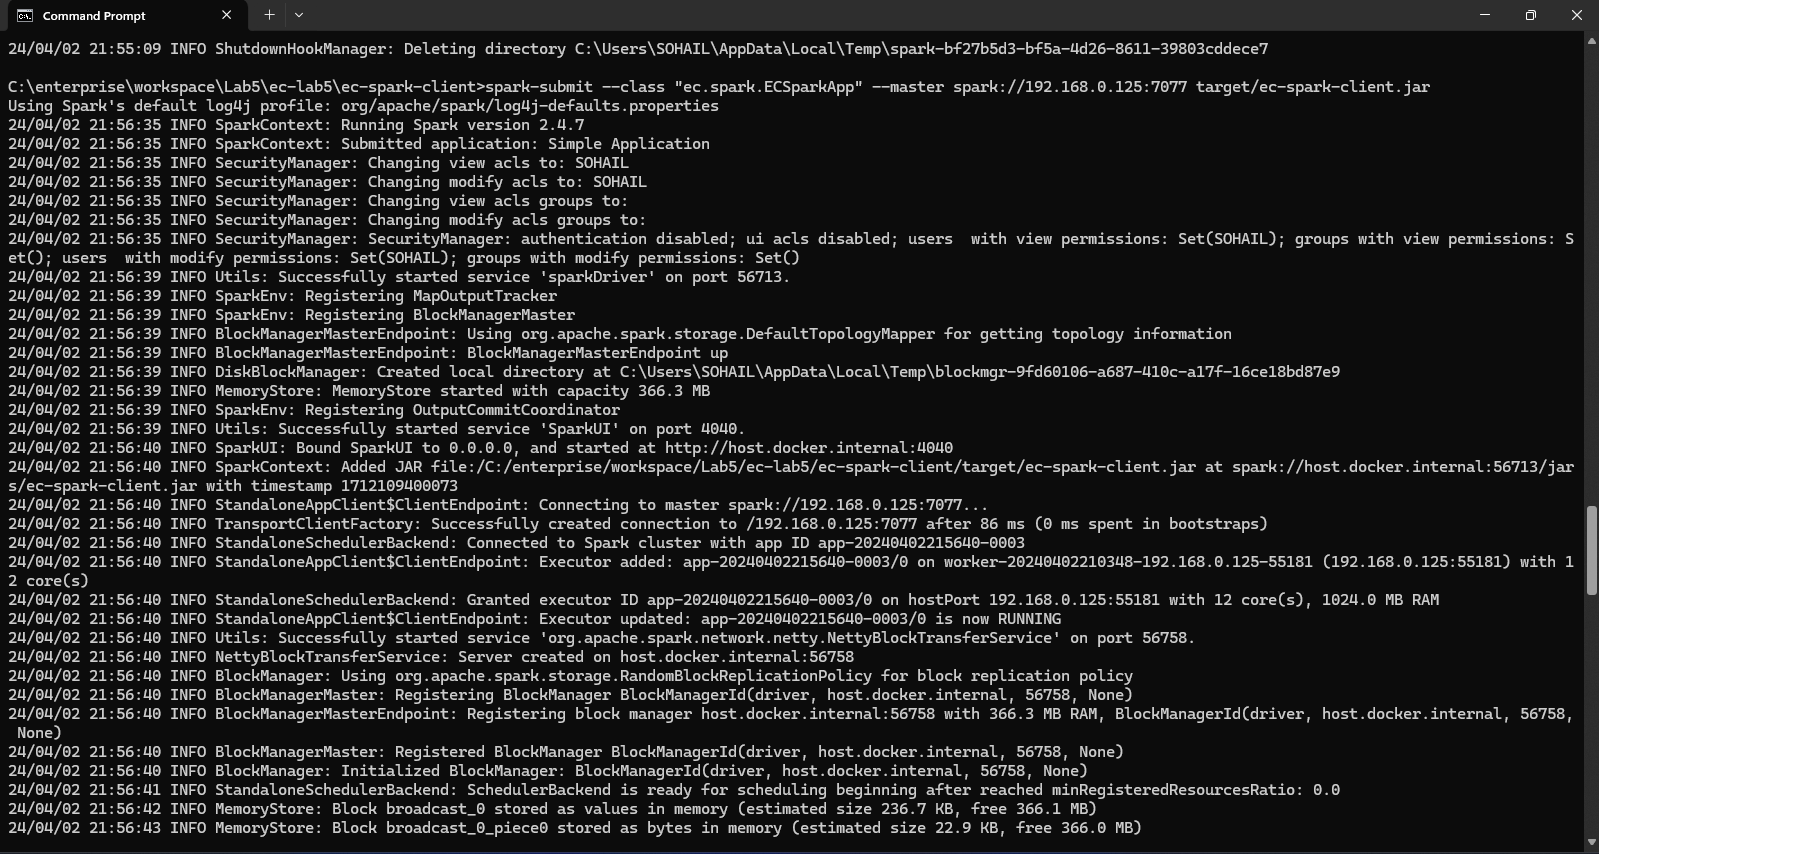 Command Prompt
24/04/02 21:55:09 INFO ShutdownHookManager: Deleting directory C:\Users\SOHAIL\AppData\Local\Temp\spark-bf27b5d3-bf5a-4d26-8611-39803cddece7
C:\enterprise\workspace\Lab5\ec-lab5\ec-spark-client>spark-submit --class "ec.spark.ECSparkApp" --master spark://192.168.0.125:7077 target/ec-spark-client.jar
Using Spark's default log4j profile: org/apache/spark/log4j-defaults.properties
24/04/02 21:56:35 INFO SparkContext: Running Spark version 2.4.7
24/04/02 21:56:35 INFO SparkContext: Submitted application: Simple Application
24/04/02 21:56:35 INFO SecurityManager: Changing view acls to: SOHAIL
24/04/02 21:56:35 INFO SecurityManager: Changing modify acls to: SOHAIL
24/04/02 21:56:35 INFO SecurityManager: Changing view acls groups to:
24/04/02 21:56:35 INFO SecurityManager: Changing modify acls groups to:
24/04/02 21:56:35 INFO SecurityManager: SecurityManager: authentication disabled; ui acls disabled; users  with view permissions: Set(SOHAIL); groups with view permissions: S
et(); users  with modify permissions: Set(SOHAIL); groups with modify permissions: Set()
24/04/02 21:56:39 INFO Utils: Successfully started service 'sparkDriver' on port 56713.
24/04/02 21:56:39 INFO SparkEnv: Registering MapOutputTracker
24/04/02 21:56:39 INFO SparkEnv: Registering BlockManagerMaster
24/04/02 21:56:39 INFO BlockManagerMasterEndpoint: Using org.apache.spark.storage.DefaultTopologyMapper for getting topology information
24/04/02 21:56:39 INFO BlockManagerMasterEndpoint: BlockManagerMasterEndpoint up
24/04/02 21:56:39 INFO DiskBlockManager: Created local directory at C:\Users\SOHAIL\AppData\Local\Temp\blockmgr-9fd60106-a687-410c-a17f-16ce18bd87e9
24/04/02 21:56:39 INFO MemoryStore: MemoryStore started with capacity 366.3 MB
24/04/02 21:56:39 INFO SparkEnv: Registering OutputCommitCoordinator
24/04/02 21:56:39 INFO Utils: Successfully started service 'SparkUI' on port 4040.
24/04/02 21:56:40 INFO SparkUI: Bound SparkUI to 0.0.0.0, and started at http://host.docker.internal:4040
24/04/02 21:56:40 INFO SparkContext: Added JAR file:/C:/enterprise/workspace/Lab5/ec-lab5/ec-spark-client/target/ec-spark-client.jar at spark://host.docker.internal:56713/jar
s/ec-spark-client.jar with timestamp 1712109400073
24/04/02 21:56:40 INFO StandaloneAppClient$ClientEndpoint: Connecting to master spark://192.168.0.125:7077...
24/04/02 21:56:40 INFO TransportClientFactory: Successfully created connection to /192.168.0.125:7077 after 86 ms (0 ms spent in bootstraps)
24/04/02 21:56:40 INFO StandaloneSchedulerBackend: Connected to Spark cluster with app ID app-20240402215640-0003
24/04/02 21:56:40 INFO StandaloneAppClient$ClientEndpoint: Executor added: app-20240402215640-0003/0 on worker-20240402210348-192.168.0.125-55181 (192.168.0.125:55181) with 1
2 core(s)
24/04/02 21:56:40 INFO StandaloneSchedulerBackend: Granted executor ID app-20240402215640-0003/0 on hostPort 192.168.0.125:55181 with 12 core(s), 1024.0 MB RAM
24/04/02 21:56:40 INFO StandaloneAppClient$ClientEndpoint: Executor updated: app-20240402215640-0003/0 is now RUNNING
24/04/02 21:56:40 INFO Utils: Successfully started service 'org.apache.spark.network.netty.NettyBlockTransferService' on port 56758.
24/04/02 21:56:40 INFO NettyBlockTransferService: Server created on host.docker.internal:56758
24/04/02 21:56:40 INFO BlockManager: Using org.apache.spark.storage.RandomBlockReplicationPolicy for block replication policy
24/04/02 21:56:40 INFO BlockManagerMaster: Registering BlockManager BlockManagerId(driver, host.docker.internal, 56758, None)
24/04/02 21:56:40 INFO BlockManagerMasterEndpoint: Registering block manager host.docker.internal:56758 with 366.3 MB RAM, BlockManagerId(driver, host.docker.internal, 56758,
 None)
24/04/02 21:56:40 INFO BlockManagerMaster: Registered BlockManager BlockManagerId(driver, host.docker.internal, 56758, None)
24/04/02 21:56:40 INFO BlockManager: Initialized BlockManager: BlockManagerId(driver, host.docker.internal, 56758, None)
24/04/02 21:56:41 INFO StandaloneSchedulerBackend: SchedulerBackend is ready for scheduling beginning after reached minRegisteredResourcesRatio: 0.0
24/04/02 21:56:42 INFO MemoryStore: Block broadcast_0 stored as values in memory (estimated size 236.7 KB, free 366.1 MB)
24/04/02 21:56:43 INFO MemoryStore: Block broadcast_0_piece0 stored as bytes in memory (estimated size 22.9 KB, free 366.0 MB)